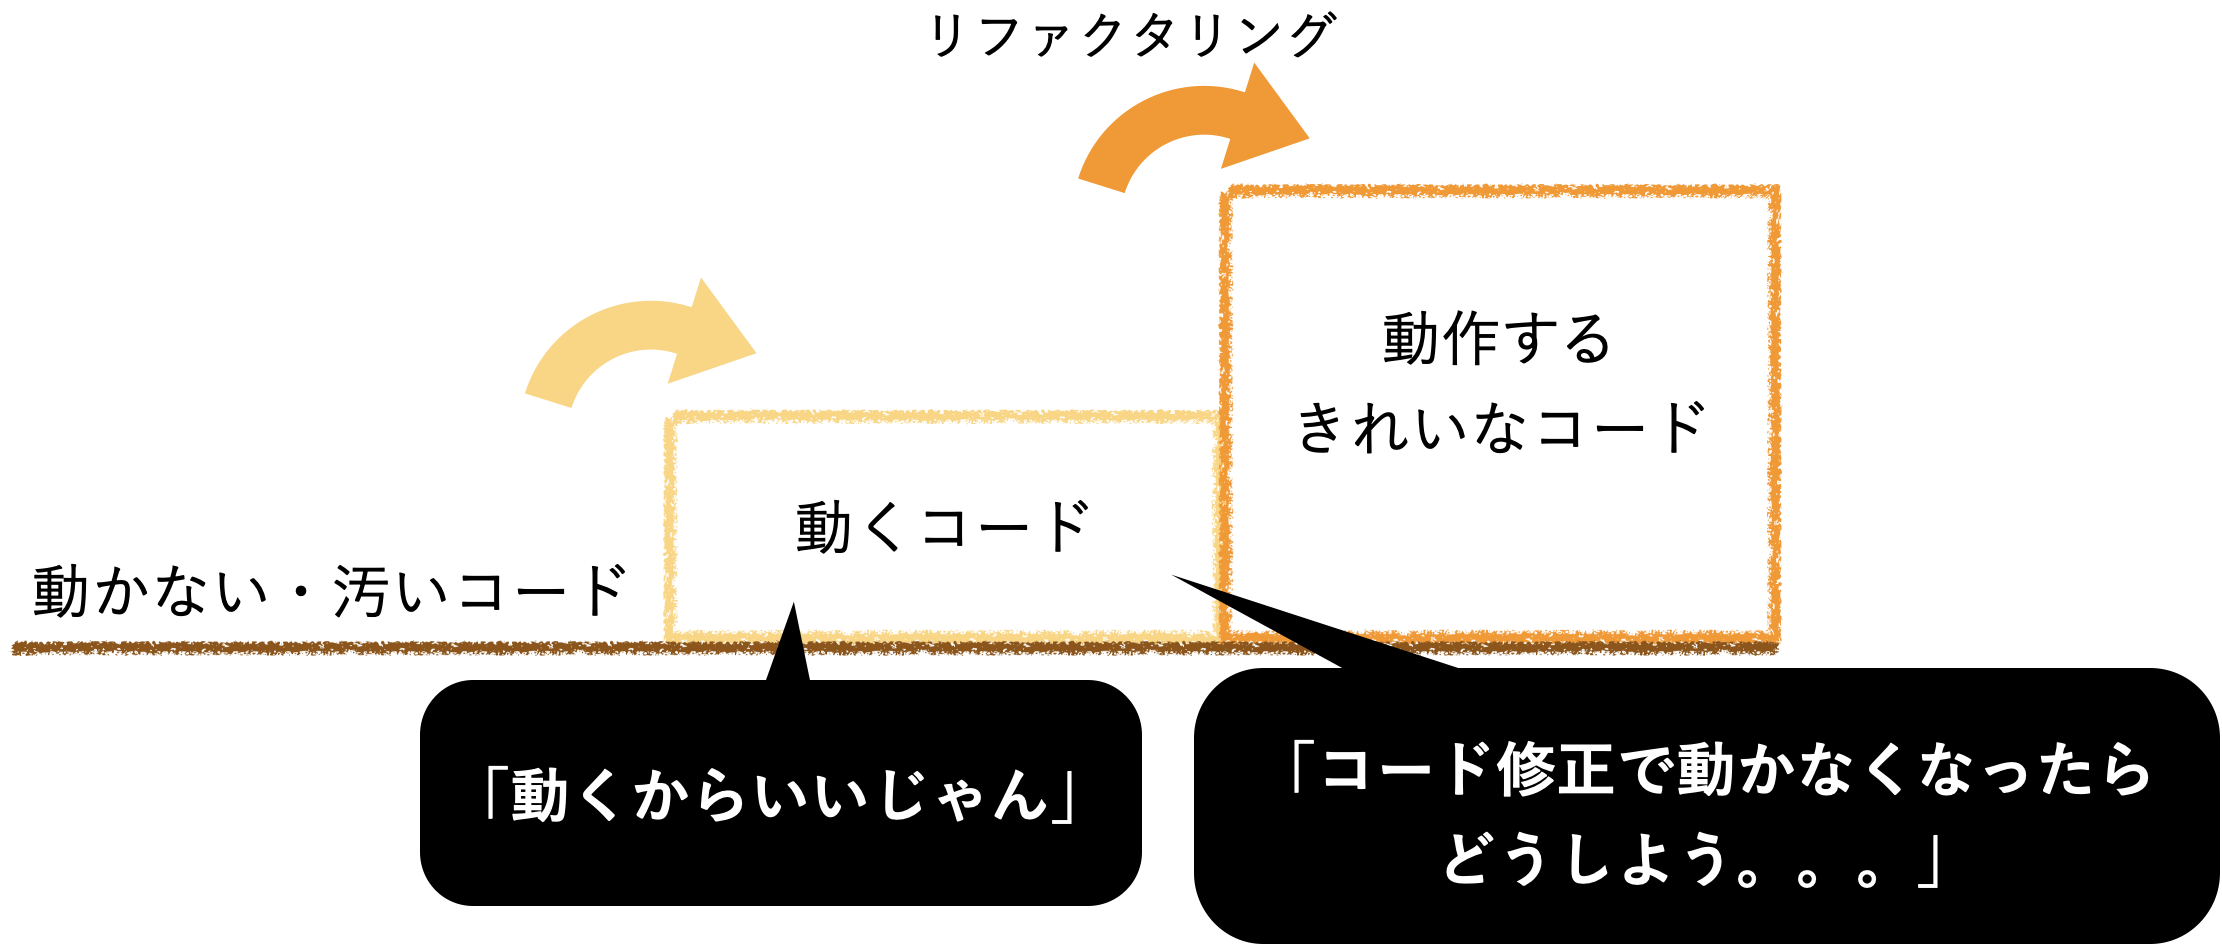 リファクタリング
動作する
きれいなコード
動くコード
動かない・汚いコード
「動くからいいじゃん」
「コード修正で動かなくなったら
どうしよう。。。」